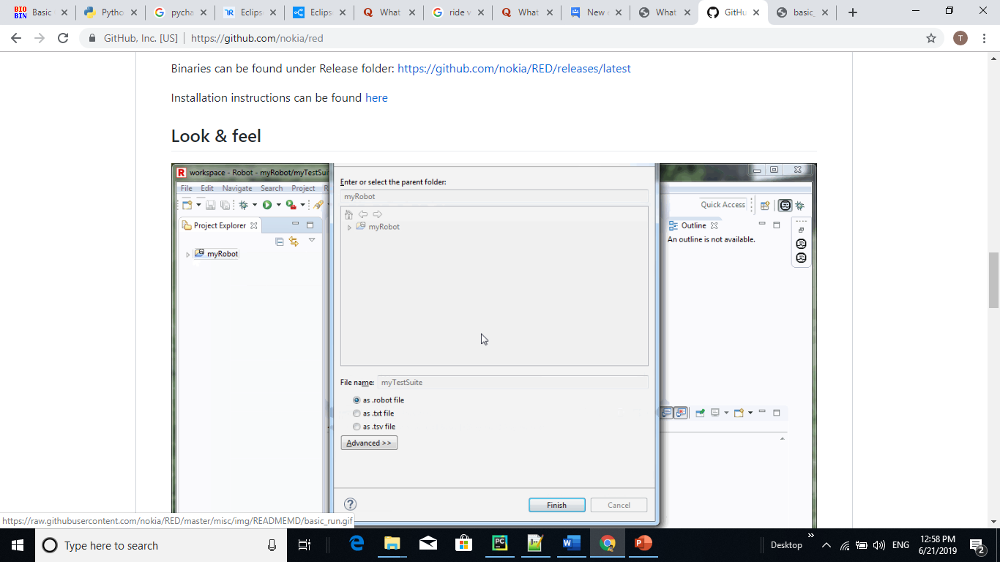 BIO BIN Basic
Pytho
pycha
Eclips
Eclips
What
ride v
What
New
What
GitHu
basic_
GitHub, Inc. [US]
https://github.com/nokia/red
T
Binaries can be found under Release folder: https://github.com/nokia/RED/releases/latest
Installation instructions can be found here
Look & feel
workspace - Robot - myRobot/myTestSui
File Edit Navigate Search Project R
Quick Access
Project Explorer
myRobot
Enter or select the parent folder:
myRobot
myRobot
File name: myTestSuite
as .robot file
as .txt file
as .tsv file
Advanced >>
Finish
Cancel
Outline
An outline is not available.
https://raw.githubusercontent.com/nokia/RED/master/misc/img/READMEMD/basic_run.gif
Type here to search
Desktop
ENG
12:58 PM
6/21/2019
2